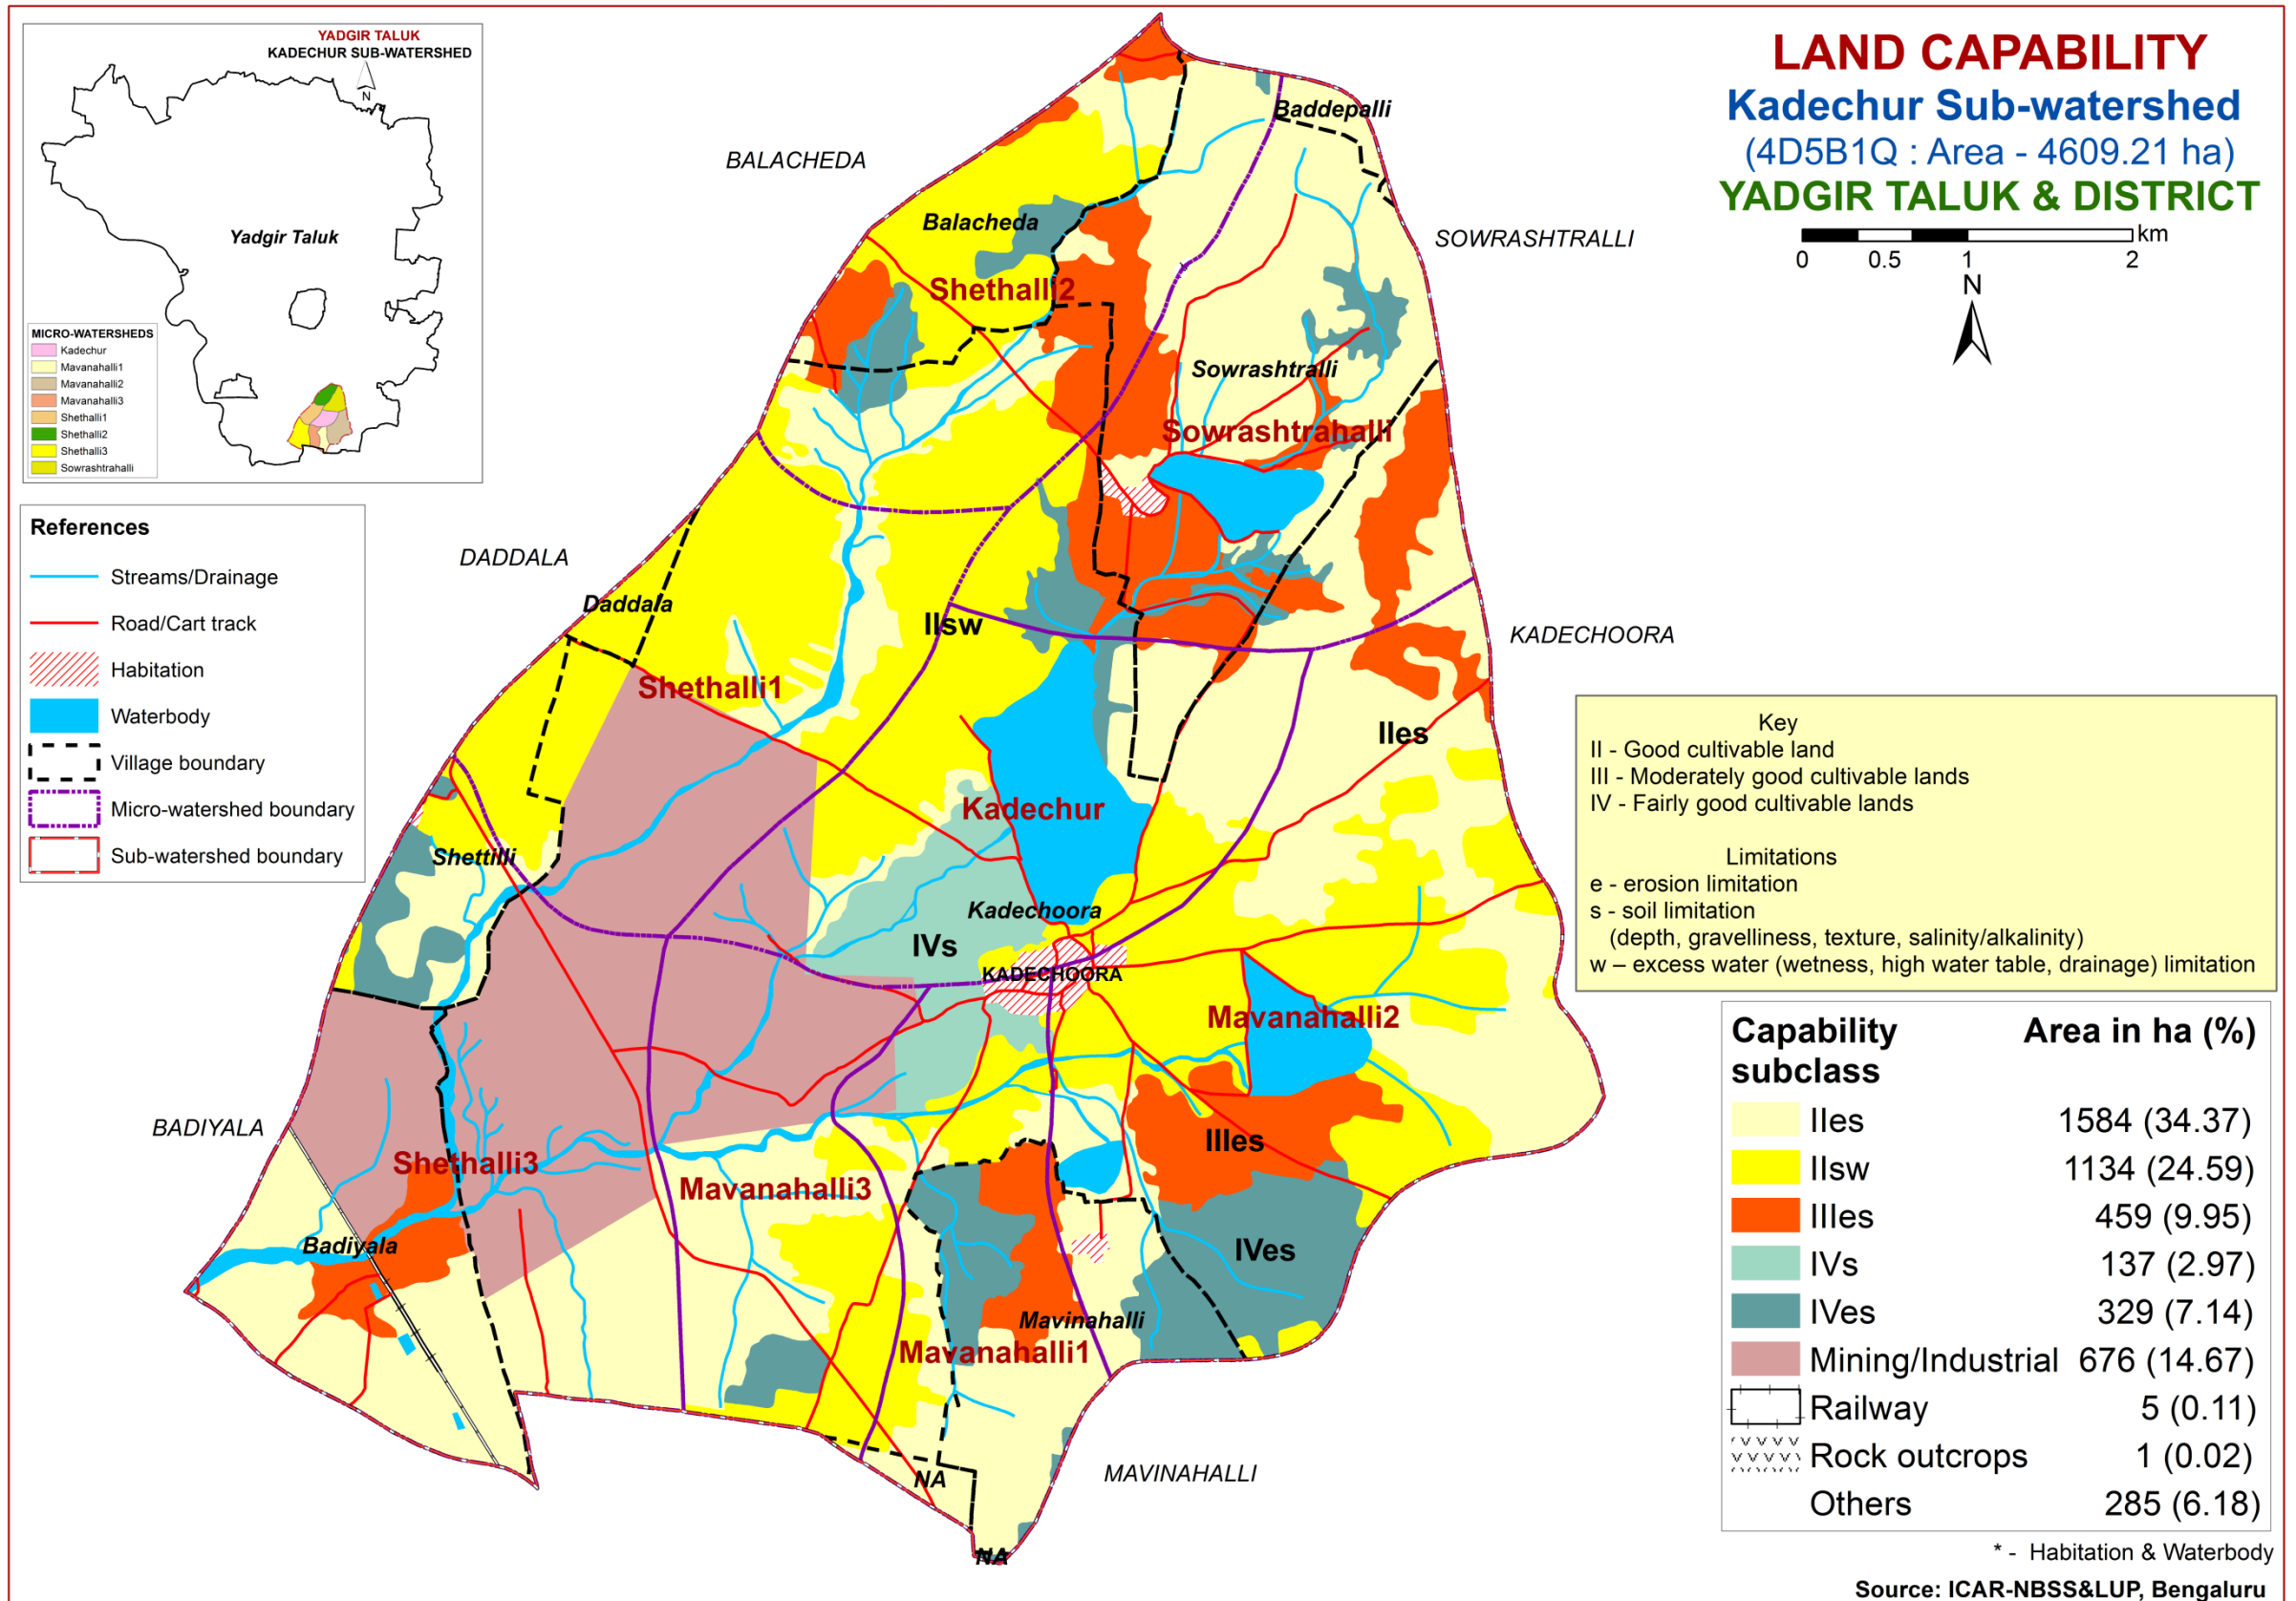 YADGIR TALUK
KADECHUR SUB-WATERSHED
N
Yadgir Taluk
MICRO-WATERSHEDS
Kadechur
Mavanahalli1
Mavanahalli2
Mavanahalli3
Shethalli1
Shethalli2
Shethalli3
Sowrashtrahalli
LAND CAPABILITY
Kadechur Sub-watershed
(4D5B1Q : Area - 4609.21 ha)
YADGIR TALUK & DISTRICT
km
0 0.5 1 2
N
References
Streams/Drainage
Road/Cart track
Habitation
Waterbody
Village boundary
Micro-watershed boundary
Sub-watershed boundary
Baddepalli
BALACHEDA
Balacheda
SOWRASHTRALLI
Shethalli2
Sowrashtralli
Sowrashtrahalli
DADDALA
Daddala
IIsw
KADECHOORA
Shethalli1
IIes
Kadechur
Shettilli
Kadechoora
IVs
KADECHOORA
Mavanahalli2
BADIYALA
IIIes
Shethalli3
Mavanahalli3
Badiyala
IVes
Mavinahalli
Mavanahalli1
NA
MAVINAHALLI
NA
Key
II - Good cultivable land
III - Moderately good cultivable lands
IV - Fairly good cultivable lands
Limitations
e - erosion limitation
s - soil limitation
(depth, gravelliness, texture, salinity/alkalinity)
w – excess water (wetness, high water table, drainage) limitation
Capability Area in ha (%)
subclass
IIes 1584 (34.37)
IIsw 1134 (24.59)
IIIes 459 (9.95)
IVs 137 (2.97)
IVes 329 (7.14)
Mining/Industrial 676 (14.67)
Railway 5 (0.11)
Rock outcrops 1 (0.02)
Others 285 (6.18)
* - Habitation & Waterbody
Source: ICAR-NBSS&LUP, Bengaluru